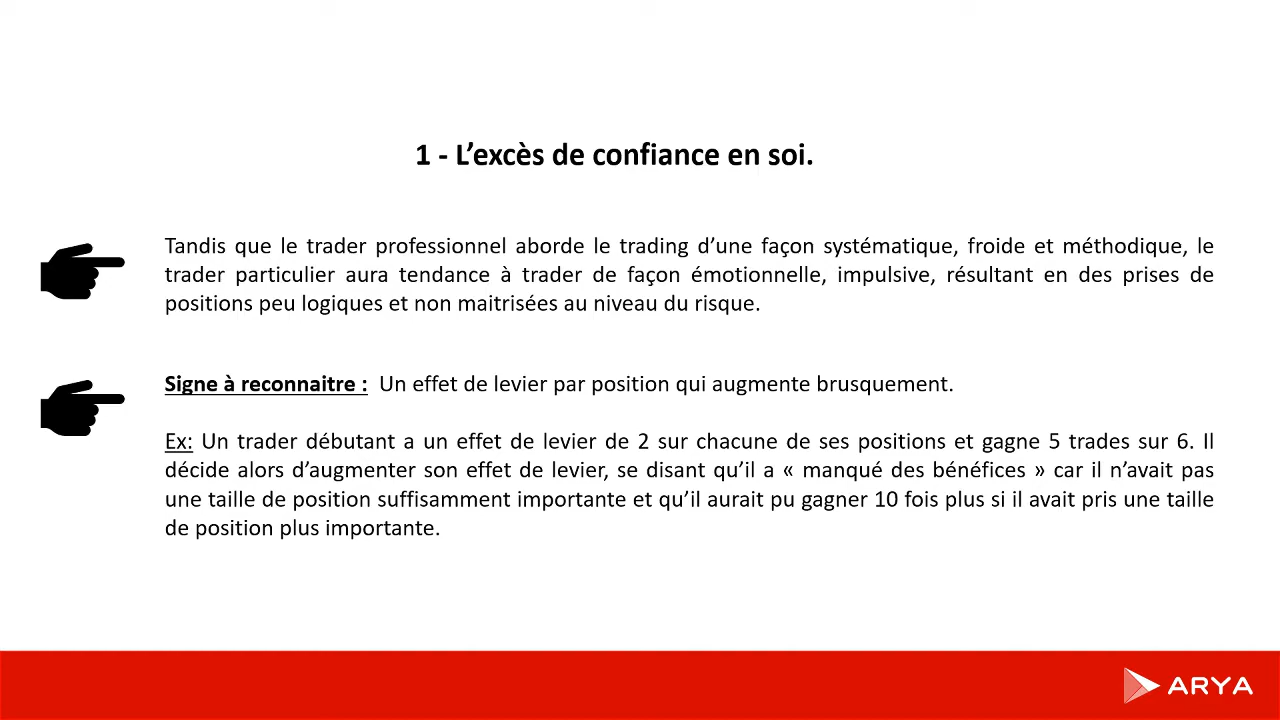 1 - L’excès de confiance en soi.
Tandis que le trader professionnel aborde le trading d’une façon systématique, froide et méthodique, le
trader particulier aura tendance à trader de façon émotionnelle, impulsive, résultant en des prises de
positions peu logiques et non maitrisées au niveau du risque.
Signe à reconnaitre : Un effet de levier par position qui augmente brusquement.
Ex: Un trader débutant a un effet de levier de 2 sur chacune de ses positions et gagne 5 trades sur 6. Il
décide alors d’augmenter son effet de levier, se disant qu’il a « manqué des bénéfices » car il n’avait pas
une taille de position suffisamment importante et qu’il aurait pu gagner 10 fois plus si il avait pris une taille
de position plus importante.
ARYA